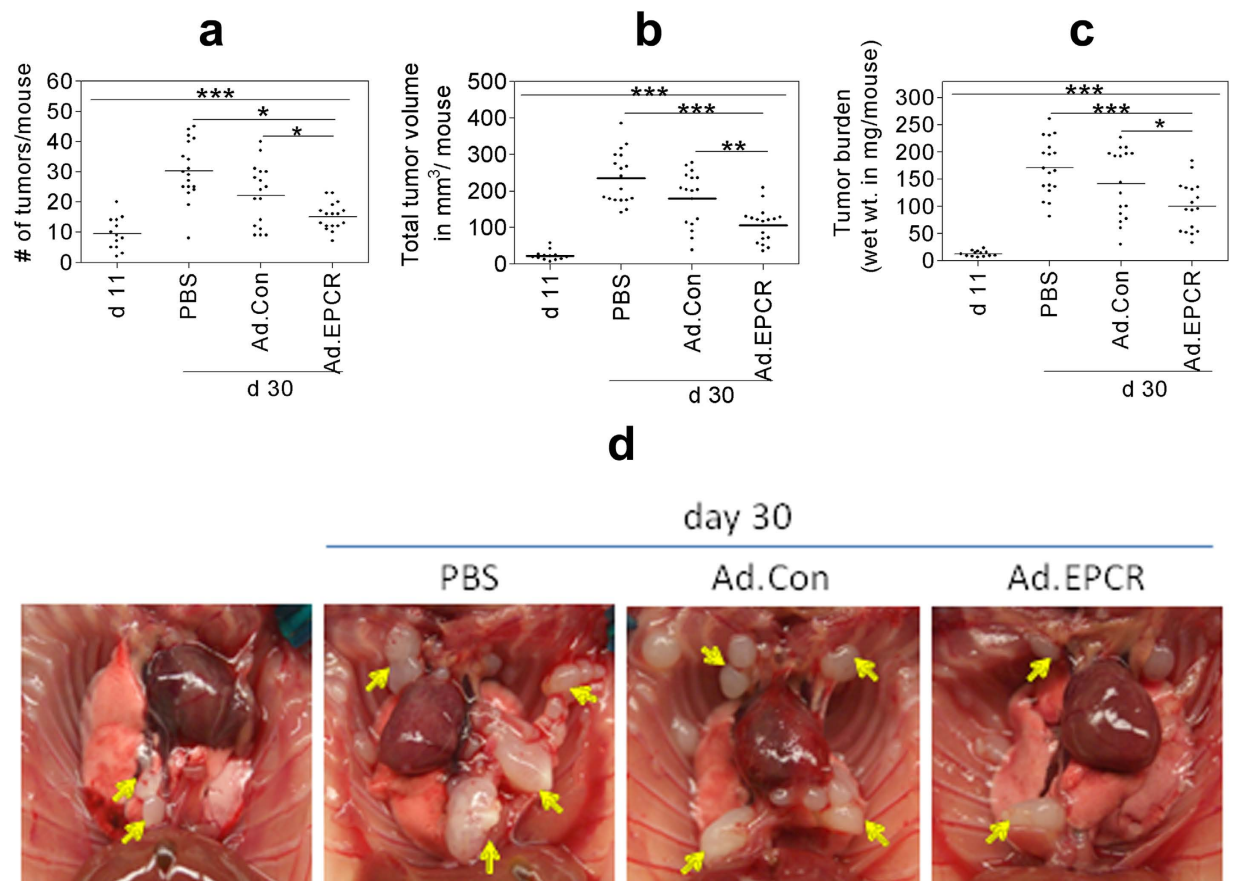 a
# of tumors/mouse
60
50
40
30
20
10
0
***
*
*
d 11
PBS
Ad.Con
Ad.EPCR
d 30
b
Total tumor volume
in mm³/ mouse
500
400
300
200
100
0
***
***
**
d 11
PBS
Ad.Con
Ad.EPCR
d 30
c
Tumor burden
(wet wt. in mg/mouse)
300
250
200
150
100
50
0
***
***
*
d 11
PBS
Ad.Con
Ad.EPCR
d 30
d
day 30
PBS
Ad.Con
Ad.EPCR